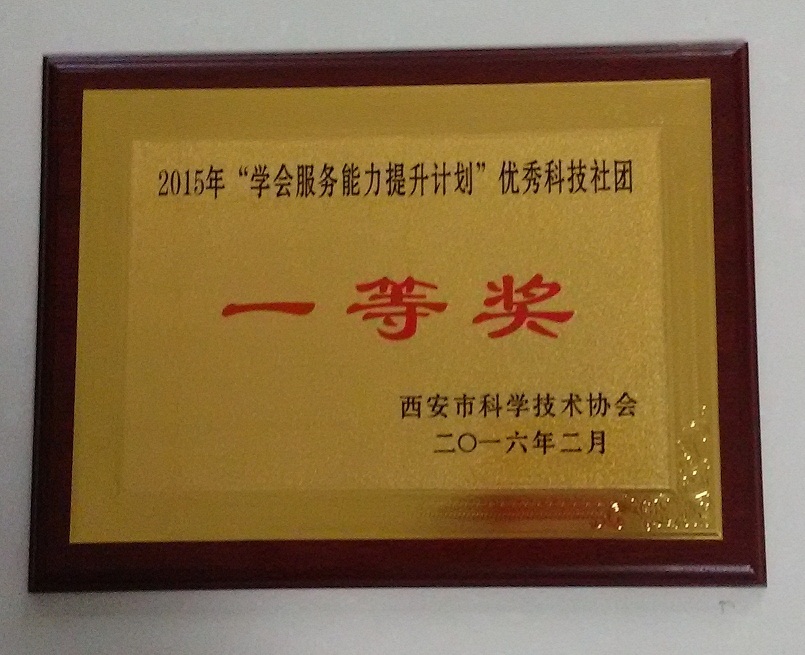 2015年“学会服务能力提升计划”优秀科技社团
一等奖
西安市科学技术协会
二〇一六年二月